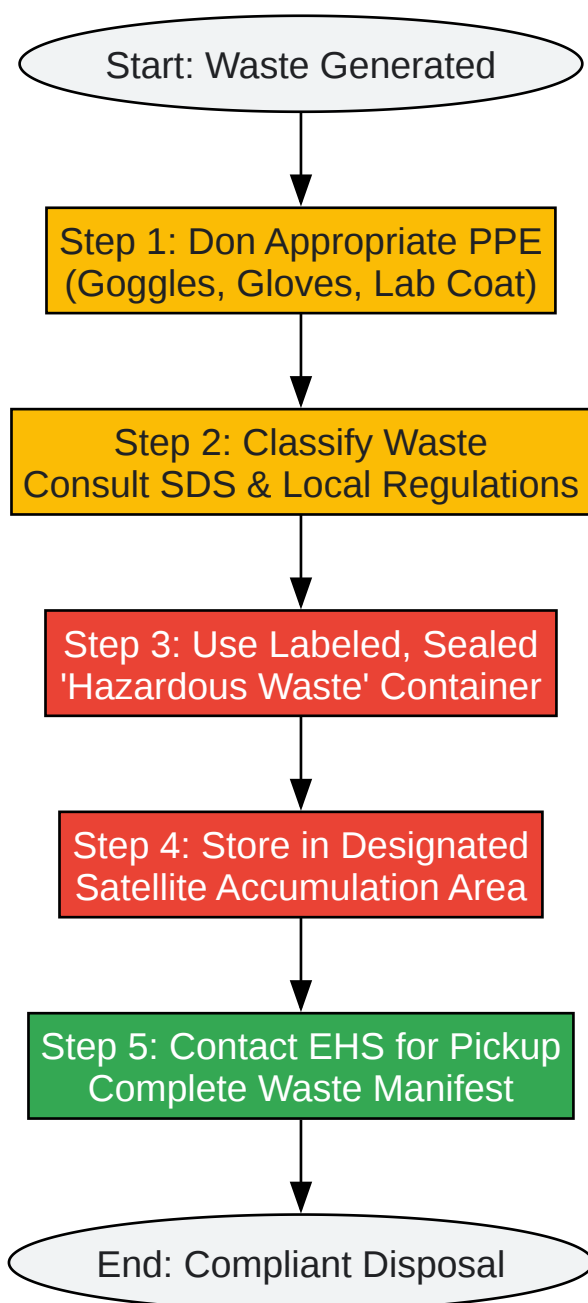 Start: Waste Generated
Step 1: Don Appropriate PPE
(Goggles, Gloves, Lab Coat)
Step 2: Classify Waste
Consult SDS & Local Regulations
Step 3: Use Labeled, Sealed
'Hazardous Waste' Container
Step 4: Store in Designated
Satellite Accumulation Area
Step 5: Contact EHS for Pickup
Complete Waste Manifest
End: Compliant Disposal